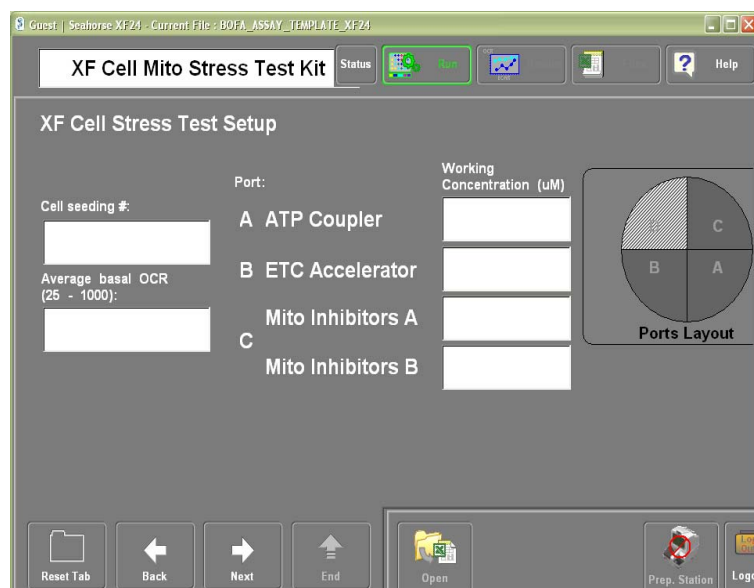 Guest | Seahorse XF24 - Current File : BOFA_ASSAY_TEMPLATE_XF24
XF Cell Mito Stress Test Kit
Status
Run
Help
XF Cell Stress Test Setup
Cell seeding #:
Average basal OCR
(25 - 1000):
Port:
Working
Concentration (uM)
A ATP Coupler
B ETC Accelerator
C
Mito Inhibitors A
Mito Inhibitors B
C
B
A
Ports Layout
Reset Tab
Back
Next
End
Open
Prep. Station